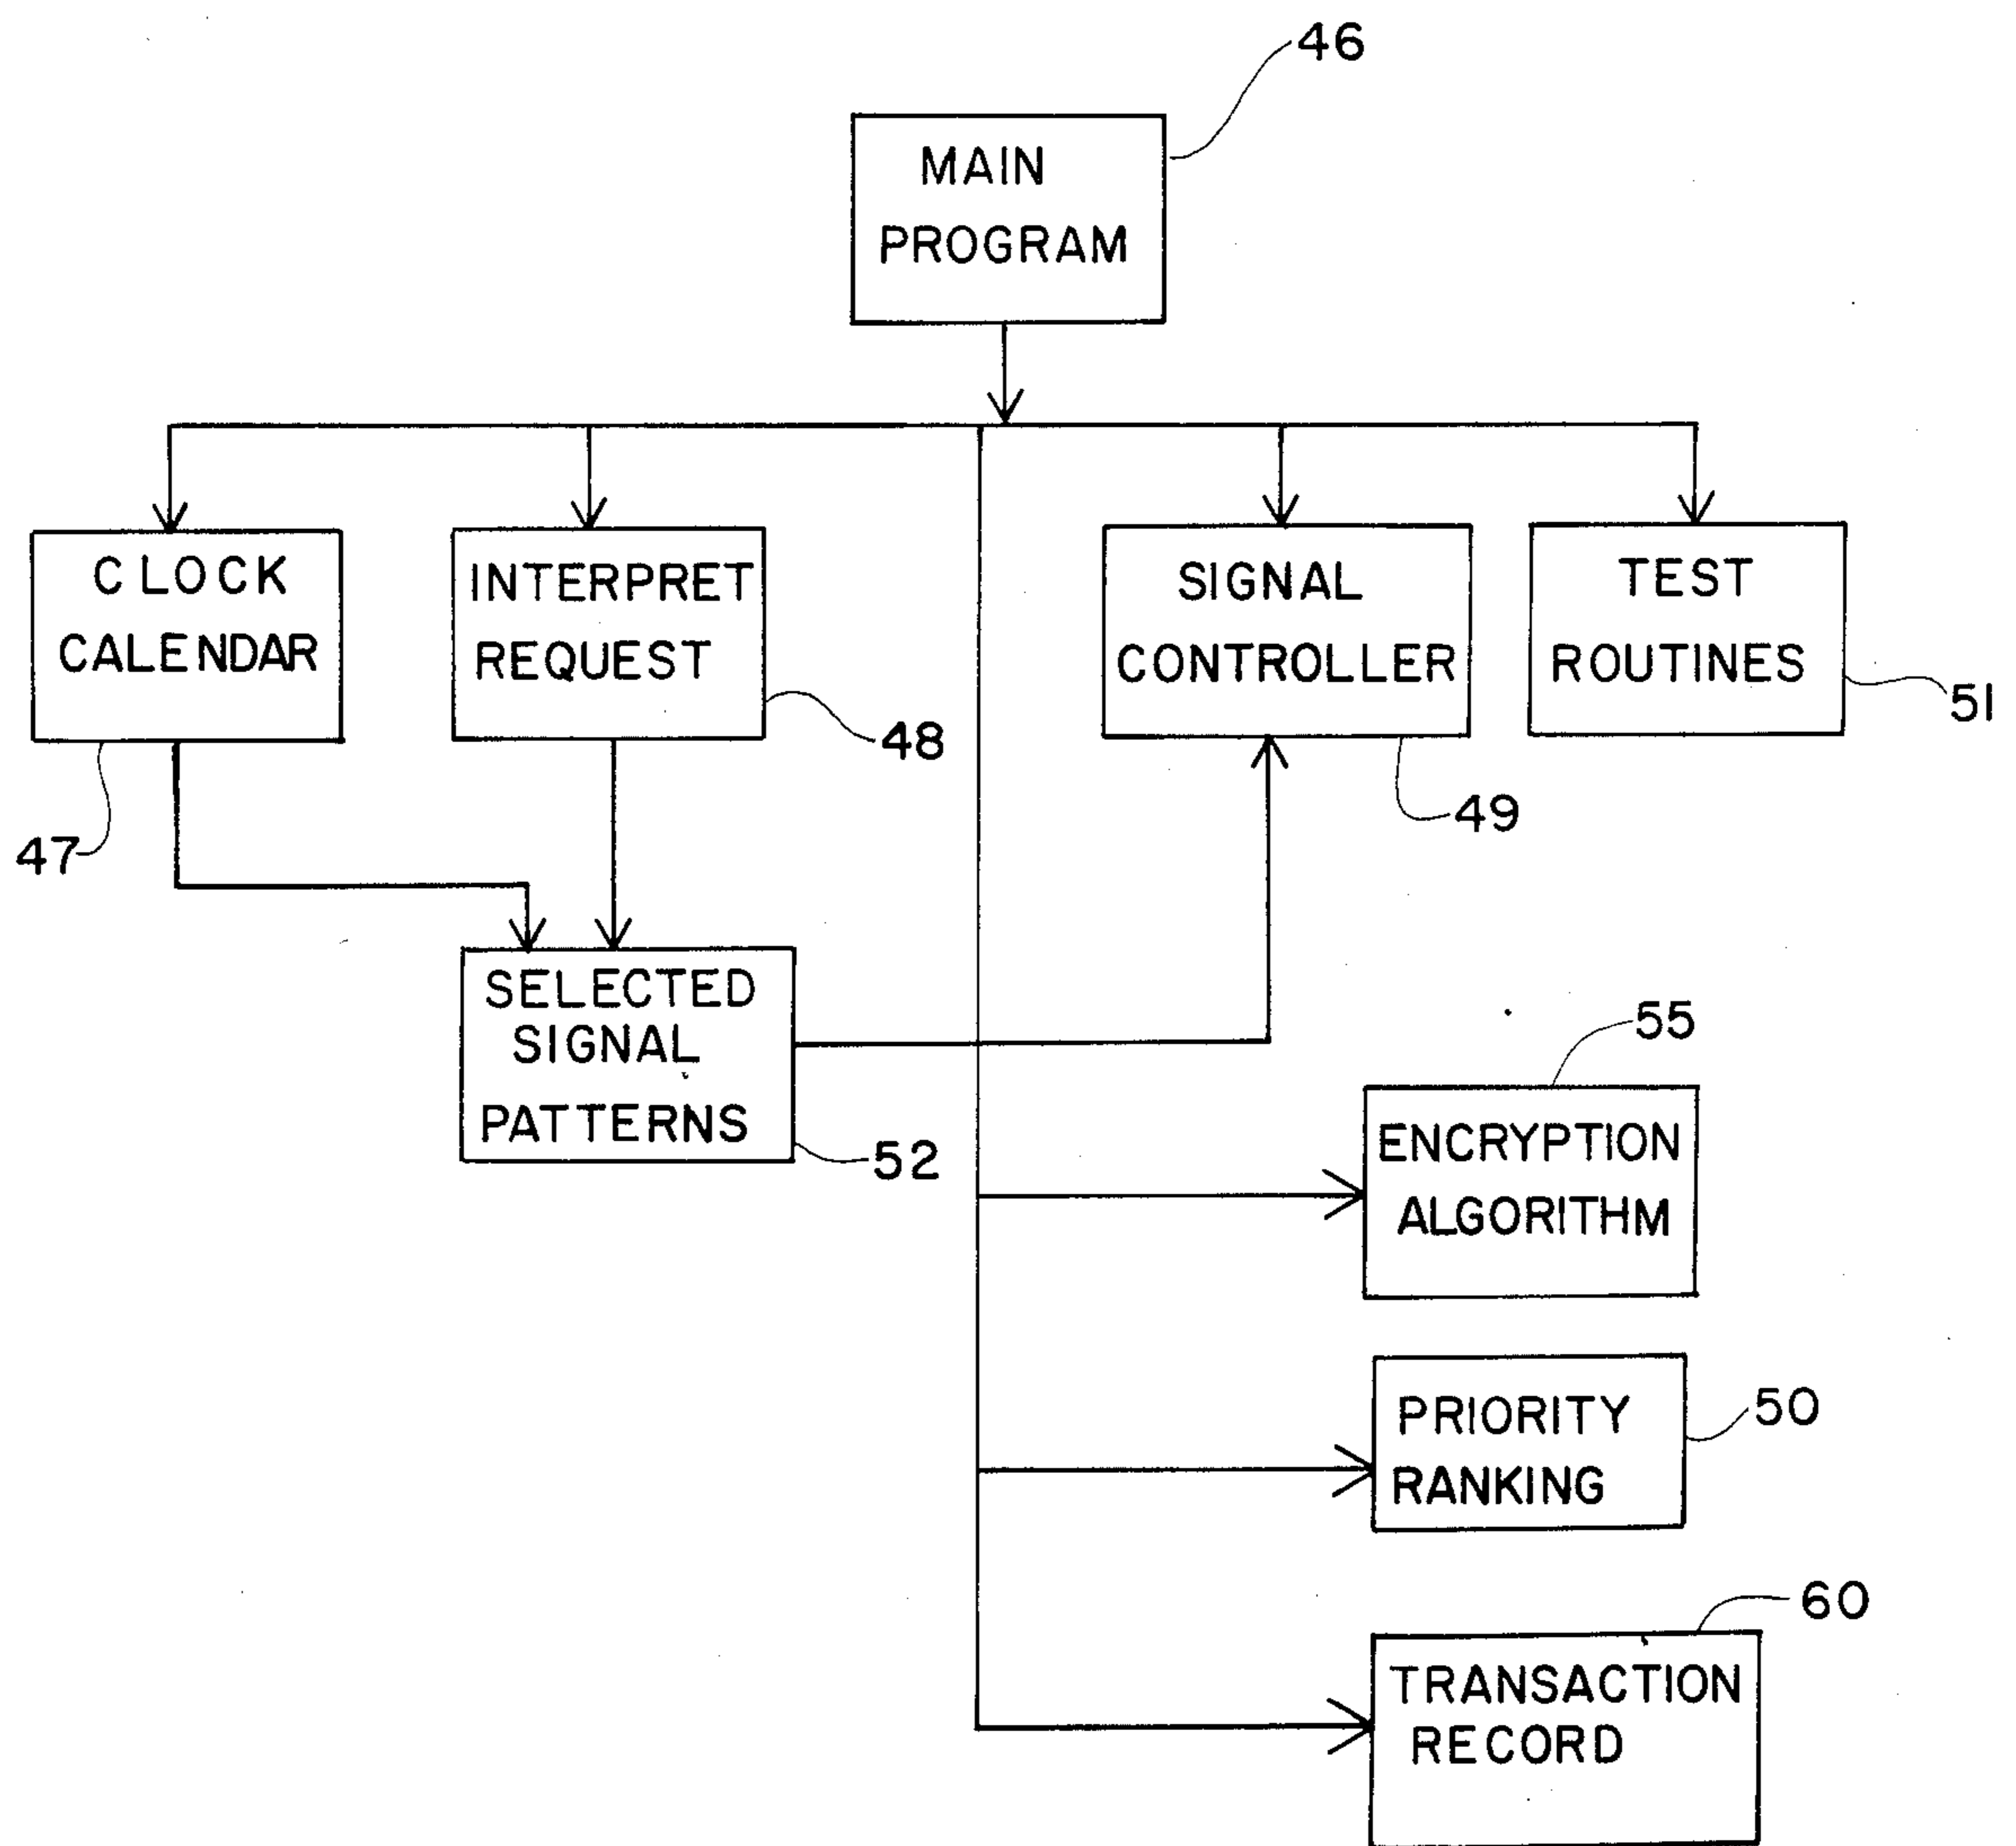 46
MAIN
PROGRAM
CLOCK
CALENDAR
47
INTERPRET
REQUEST
48
SIGNAL
CONTROLLER
49
TEST
ROUTINES
51
SELECTED
SIGNAL
PATTERNS
52
55
ENCRYPTION
ALGORITHM
PRIORITY
RANKING
50
60
TRANSACTION
RECORD